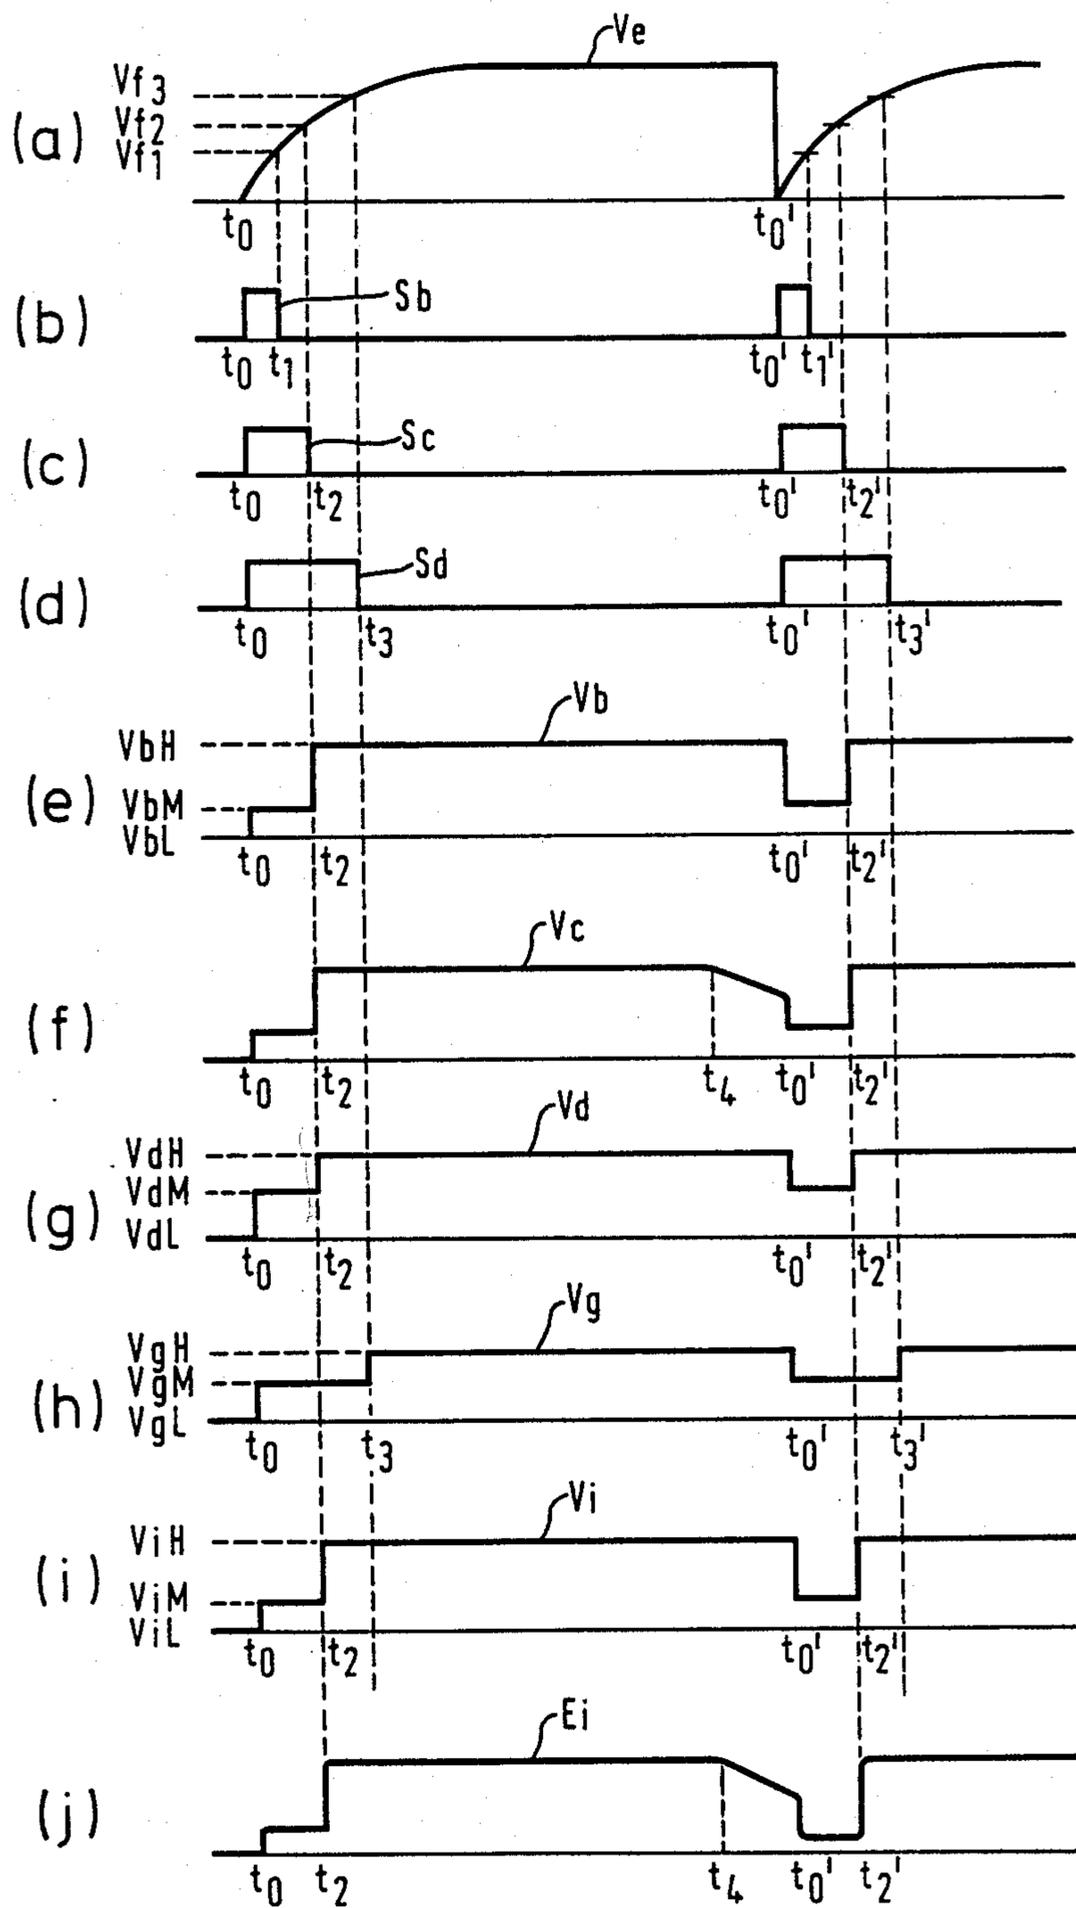 Ve
Vf3
(a) Vf2
Vf1
t0 t0'
(b) Sb
t0 t1 t0' t1'
(c) Sc
t0 t2 t0' t2'
(d) Sd
t0 t3 t0' t3'
Vb
VbH
(e) VbM
VbL
t0 t2 t0' t2'
Vc
(f)
t0 t2 t4 t0' t2'
Vd
VdH
VdM
(g) VdL
t0 t2 t0' t2'
Vg
VgH
VgM
(h) VgL
t0 t3 t0' t3'
Vi
ViH
(i) ViM
ViL
t0 t2 t0' t2'
Ei
(j)
t0 t2 t4 t0' t2'